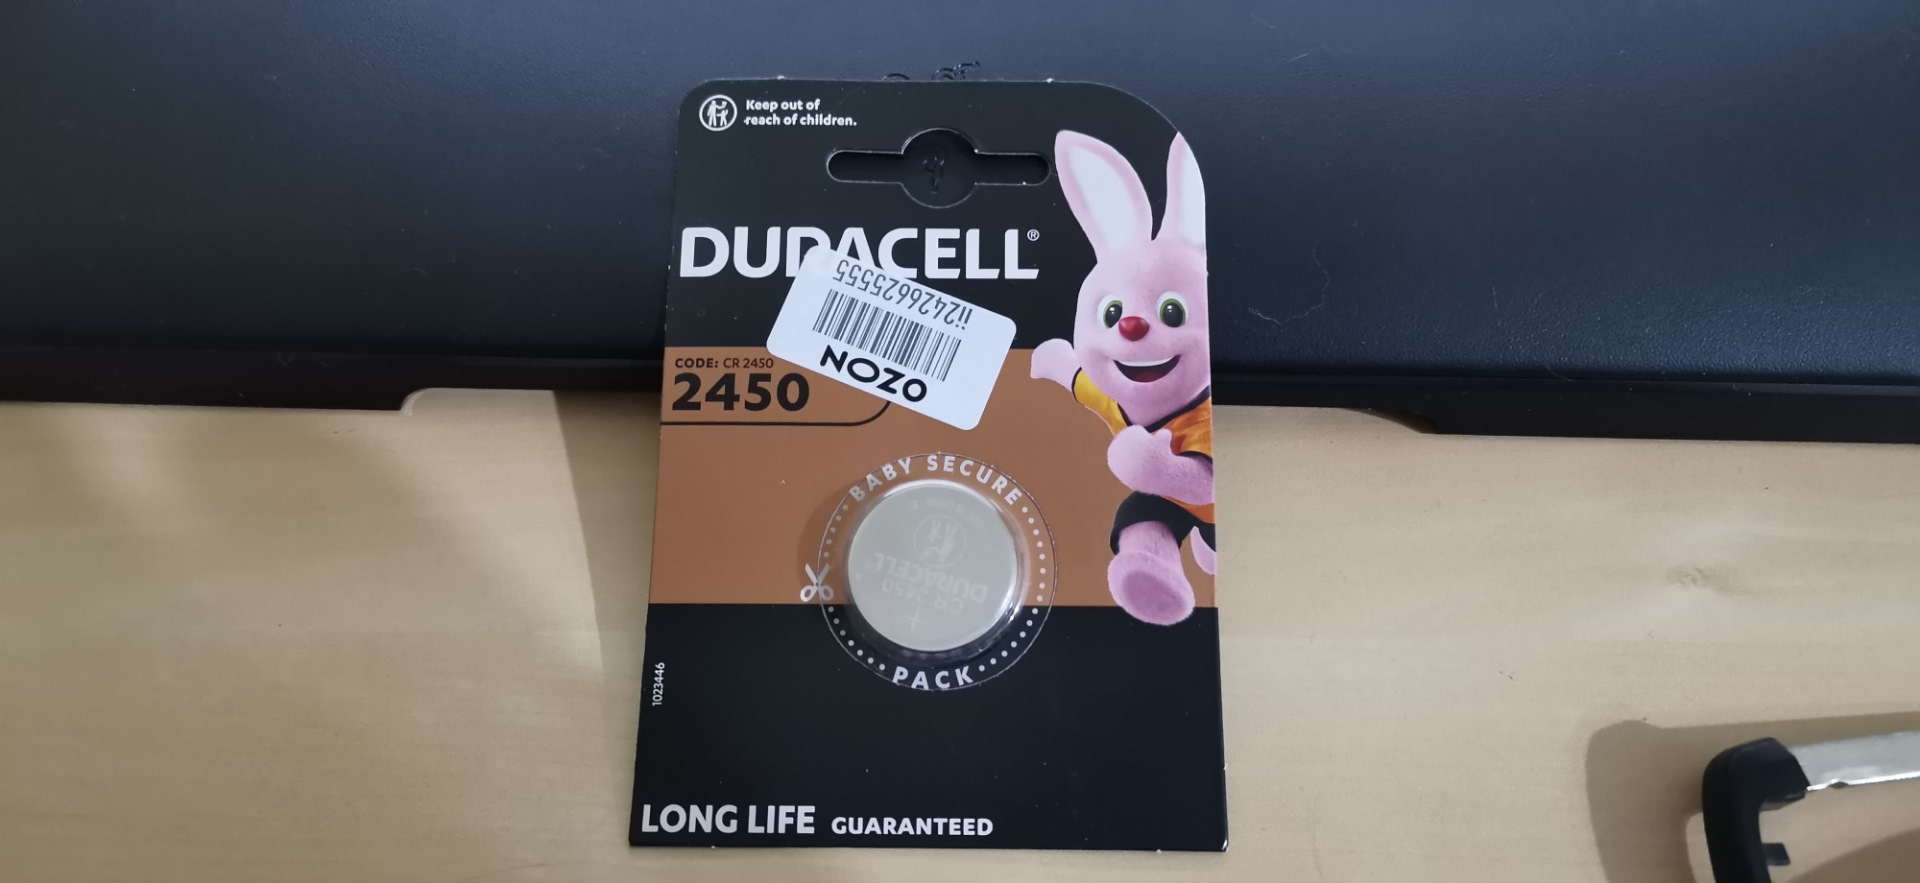 Keep out of
reach of children.
DURACELL®
ii24266255555
OZON
CODE: CR 2450
2450
BABY SECURE
DURACELL
CR 2450
+
PACK
1023446
LONG LIFE GUARANTEED